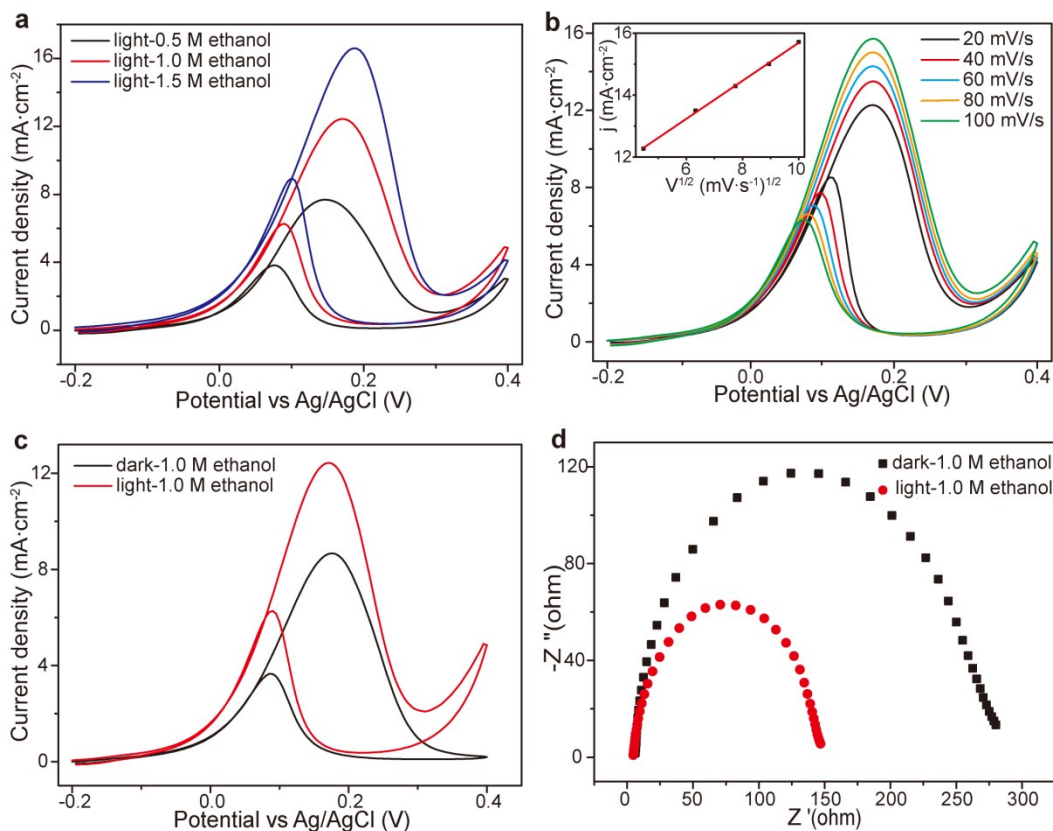 a
light-0.5 M ethanol
light-1.0 M ethanol
light-1.5 M ethanol
Current density (mA·cm⁻²)
16
12
8
4
0
-0.2
0.0
0.2
0.4
Potential vs Ag/AgCl (V)
b
20 mV/s
40 mV/s
60 mV/s
80 mV/s
100 mV/s
j (mA·cm⁻²)
16
14
12
6
8
10
V¹ᐟ² (mV·s⁻¹)¹ᐟ²
Current density (mA·cm⁻²)
16
12
8
4
0
-0.2
0.0
0.2
0.4
Potential vs Ag/AgCl (V)
c
dark-1.0 M ethanol
light-1.0 M ethanol
Current density (mA·cm⁻²)
12
8
4
0
-0.2
0.0
0.2
0.4
Potential vs Ag/AgCl (V)
d
dark-1.0 M ethanol
light-1.0 M ethanol
-Z''(ohm)
120
80
40
0
0
50
100
150
200
250
300
Z '(ohm)